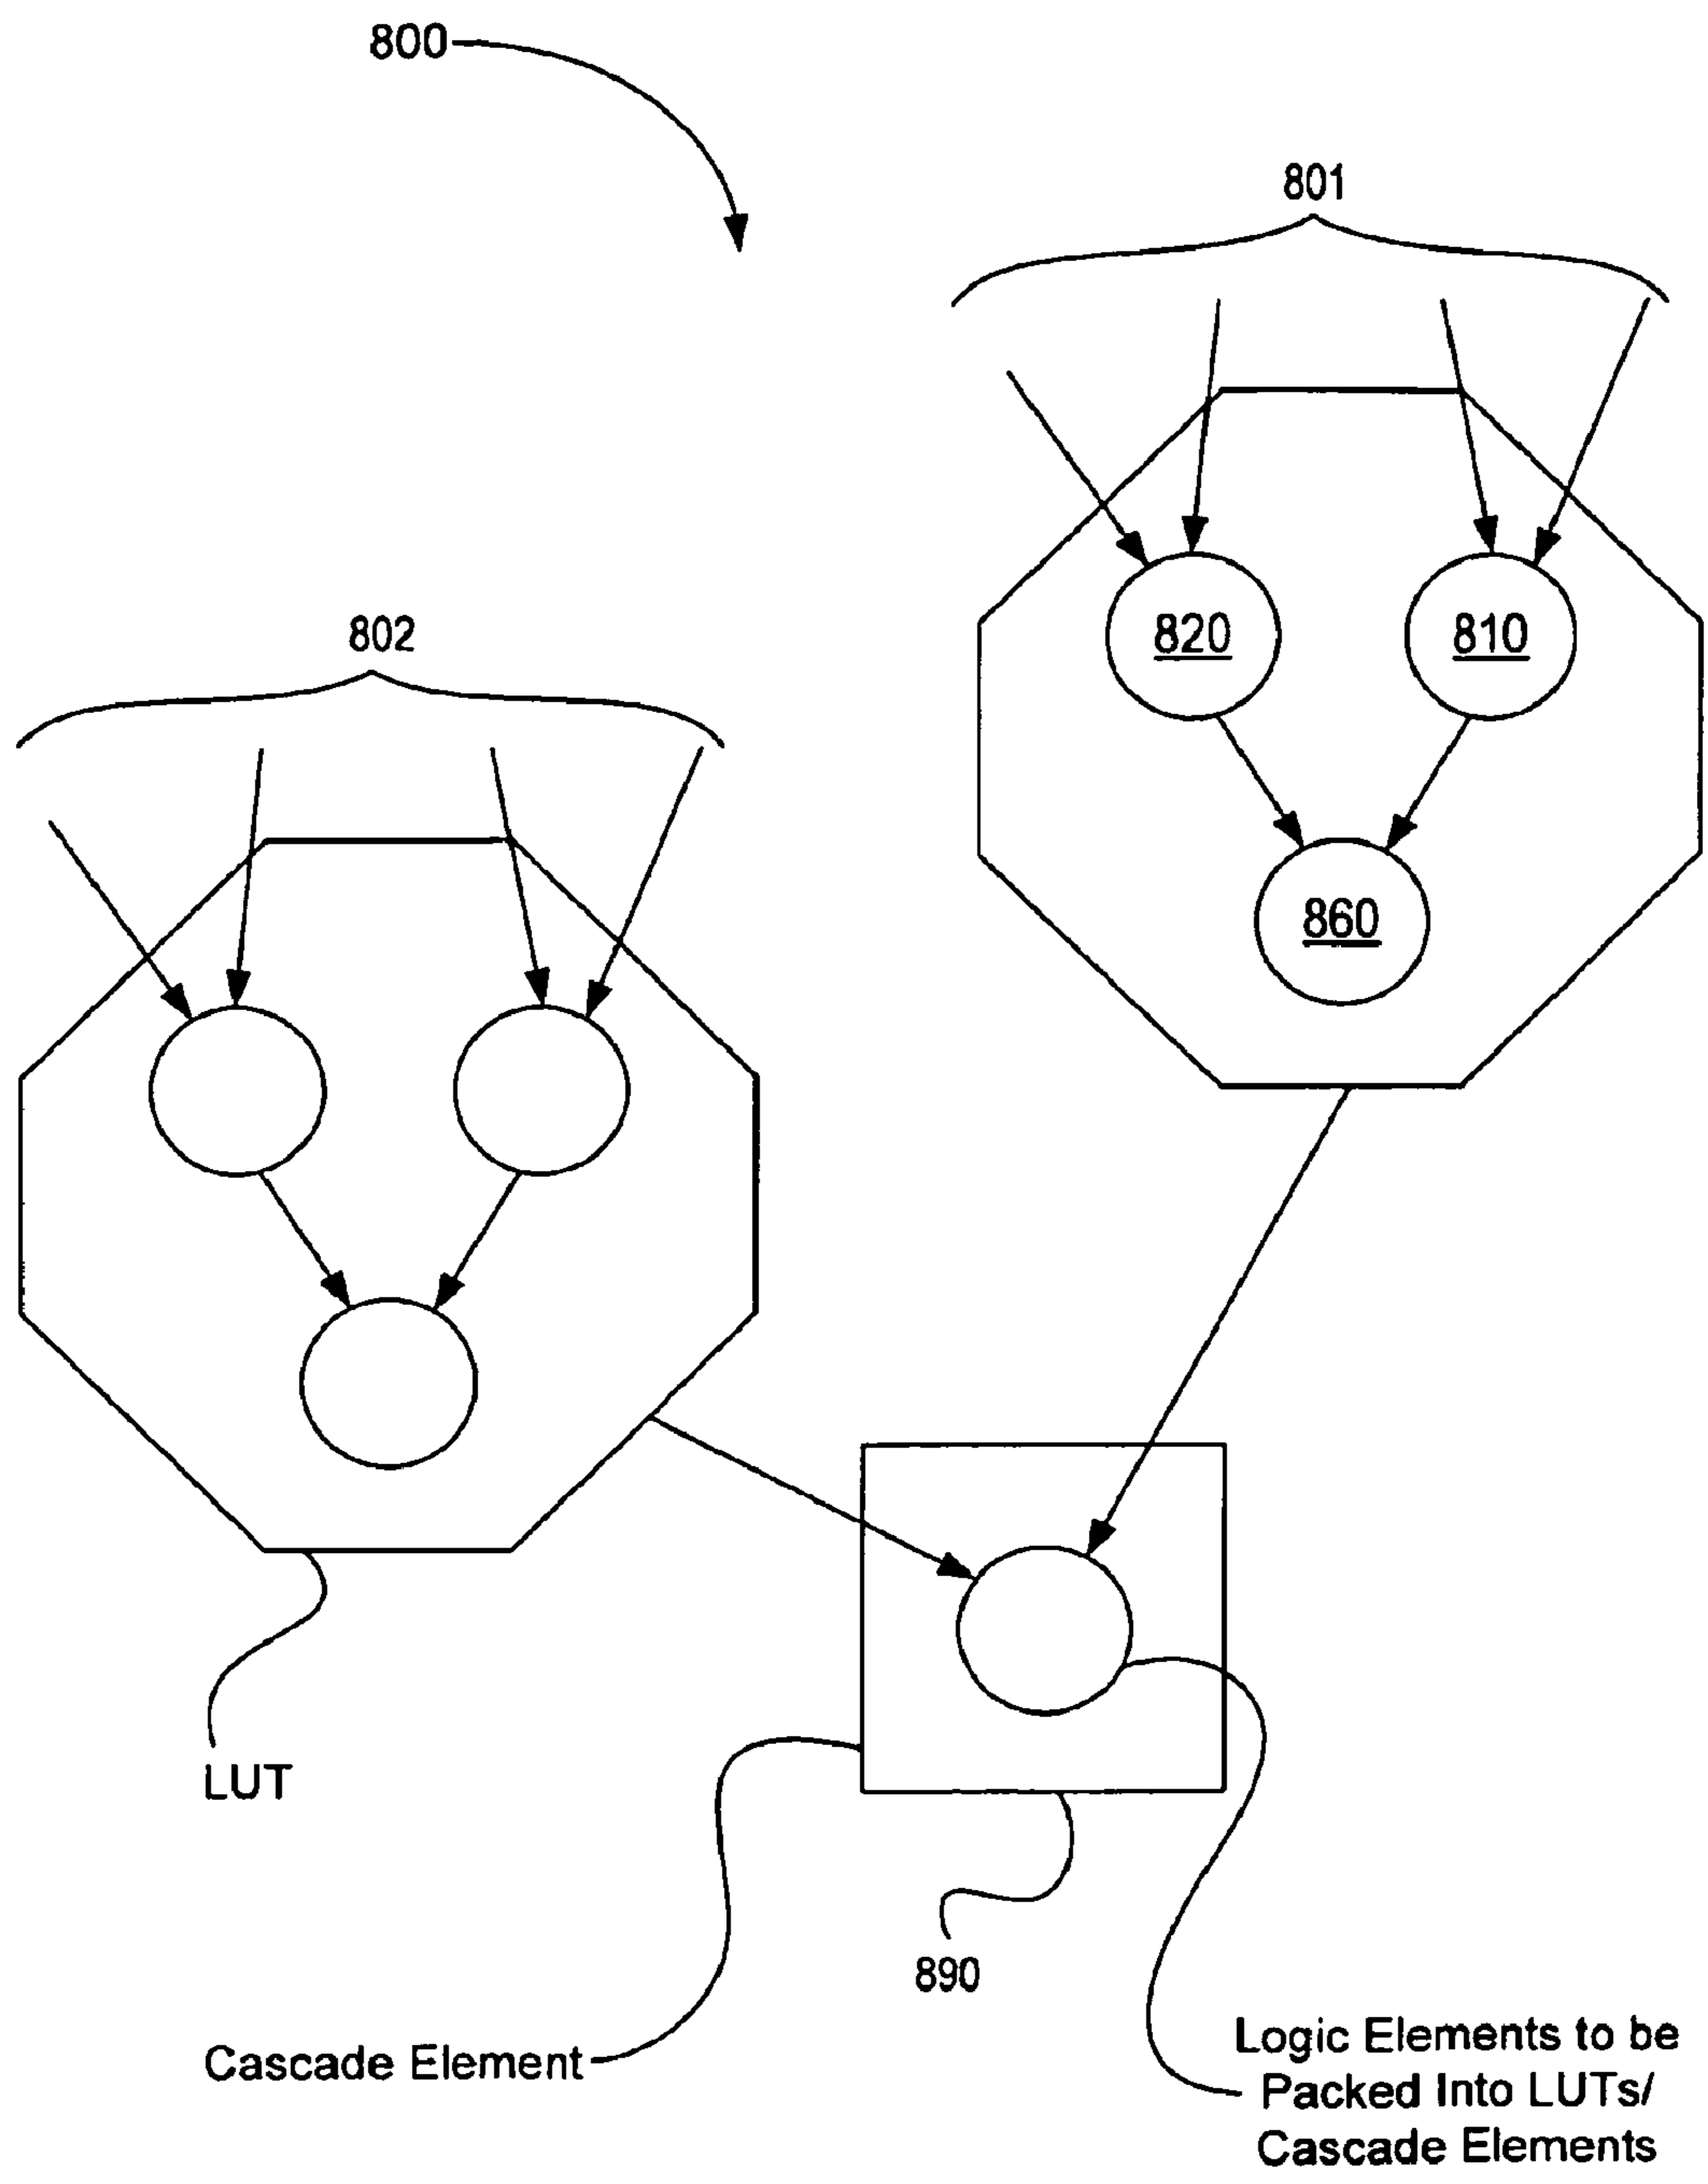 800
801
820
810
802
860
LUT
890
Cascade Element
Logic Elements to be
Packed Into LUTs/
Cascade Elements